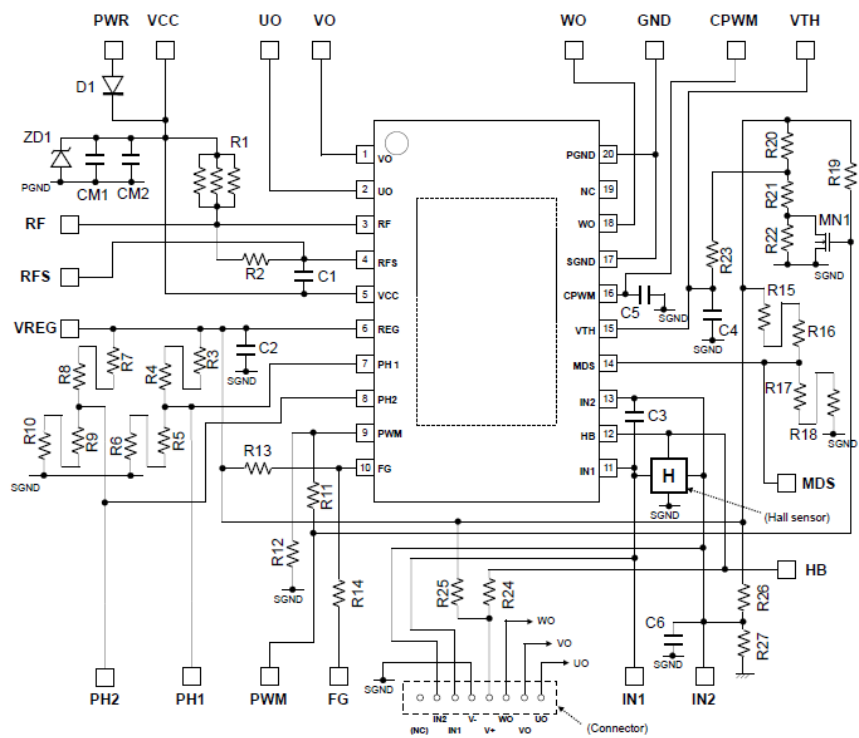 PWR VCC UO VO WO GND CPWM VTH
D1
ZD1 R1 R20 R19
CM1 CM2 PGND
1 VO PGND 20
2 UO NC 19 R21 MN1
RF 3 RF WO 18 R22
RFS R2 4 RFS SGND 17 R23 SGND
C1
5 VCC CPWM 16 C5 SGND R15
VREG 6 REG VTH 15 C4 R16
C2 SGND SGND
R8 R7 R4 R3 7 PH1 MDS 14
8 PH2 IN2 13 C3 R17 R18
R10 R9 R6 R5 9 PWM HB 12 SGND
R13 10 FG IN1 11 H MDS
SGND R11 SGND (Hall sensor)
R12 SGND R14 R25 R24 HB
R26
WO C6 R27
VO SGND
UO
SGND
PH2 PH1 PWM FG IN1 IN2
IN2 V- WO UO
(NC) IN1 V+ VO (Connector)